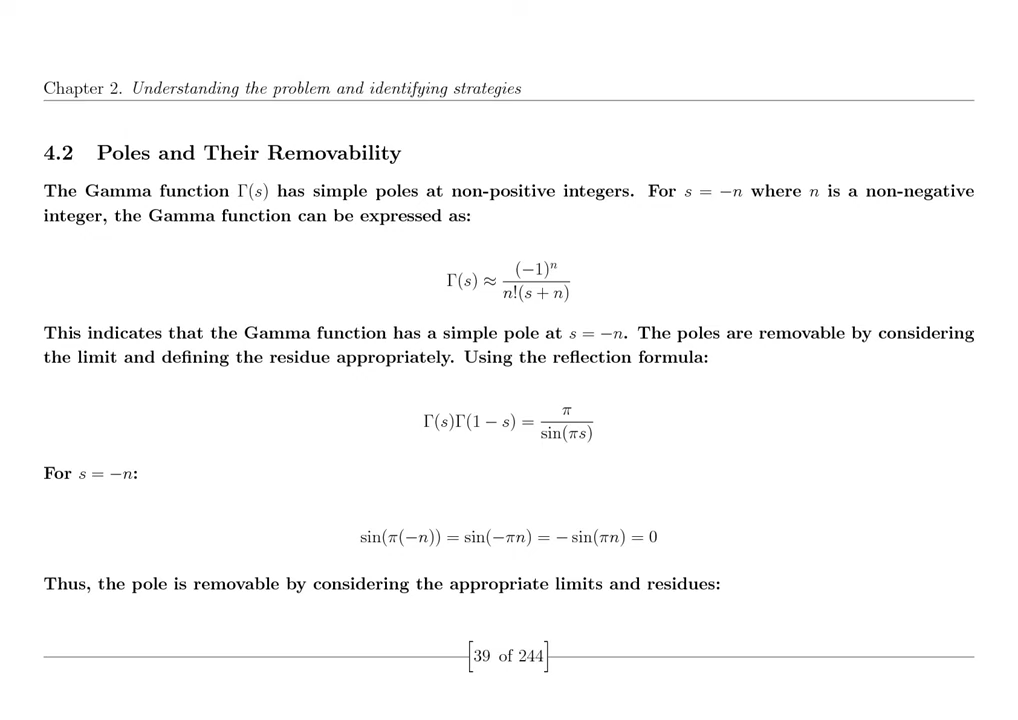 Chapter 2. Understanding the problem and identifying strategies
4.2 Poles and Their Removability
The Gamma function Γ(s) has simple poles at non-positive integers. For s = −n where n is a non-negative
integer, the Gamma function can be expressed as:
Γ(s) ≈ (−1)ⁿ / n!(s + n)
This indicates that the Gamma function has a simple pole at s = −n. The poles are removable by considering
the limit and defining the residue appropriately. Using the reflection formula:
Γ(s)Γ(1 − s) = π / sin(πs)
For s = −n:
sin(π(−n)) = sin(−πn) = − sin(πn) = 0
Thus, the pole is removable by considering the appropriate limits and residues:
[39 of 244]